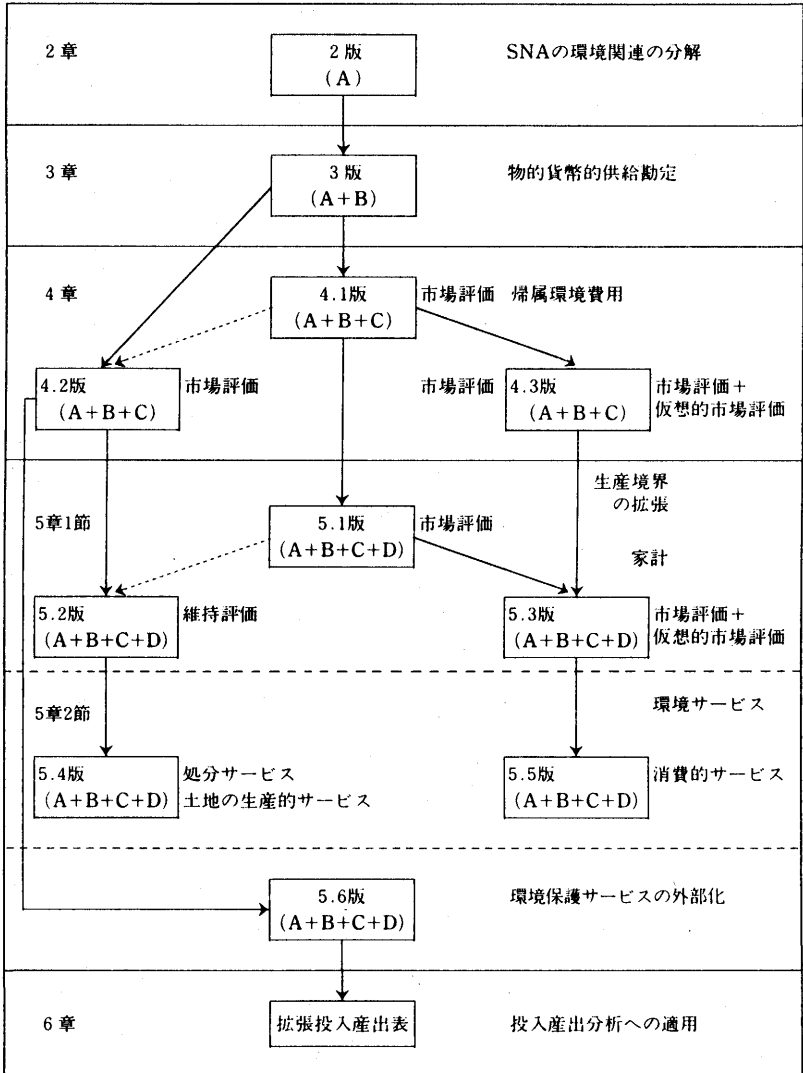 2章
2版
(A)
SNAの環境関連の分解
3章
3版
(A+B)
物的貨幣的供給勘定
4章
4.1版
(A+B+C)
市場評価 帰属環境費用
4.2版
(A+B+C)
市場評価
市場評価
4.3版
(A+B+C)
市場評価+
仮想的市場評価
生産境界
の拡張
5章1節
5.1版
(A+B+C+D)
市場評価
家計
5.2版
(A+B+C+D)
維持評価
5.3版
(A+B+C+D)
市場評価+
仮想的市場評価
5章2節
環境サービス
5.4版
(A+B+C+D)
処分サービス
土地の生産的サービス
5.5版
(A+B+C+D)
消費的サービス
5.6版
(A+B+C+D)
環境保護サービスの外部化
6章
拡張投入産出表
投入産出分析への適用